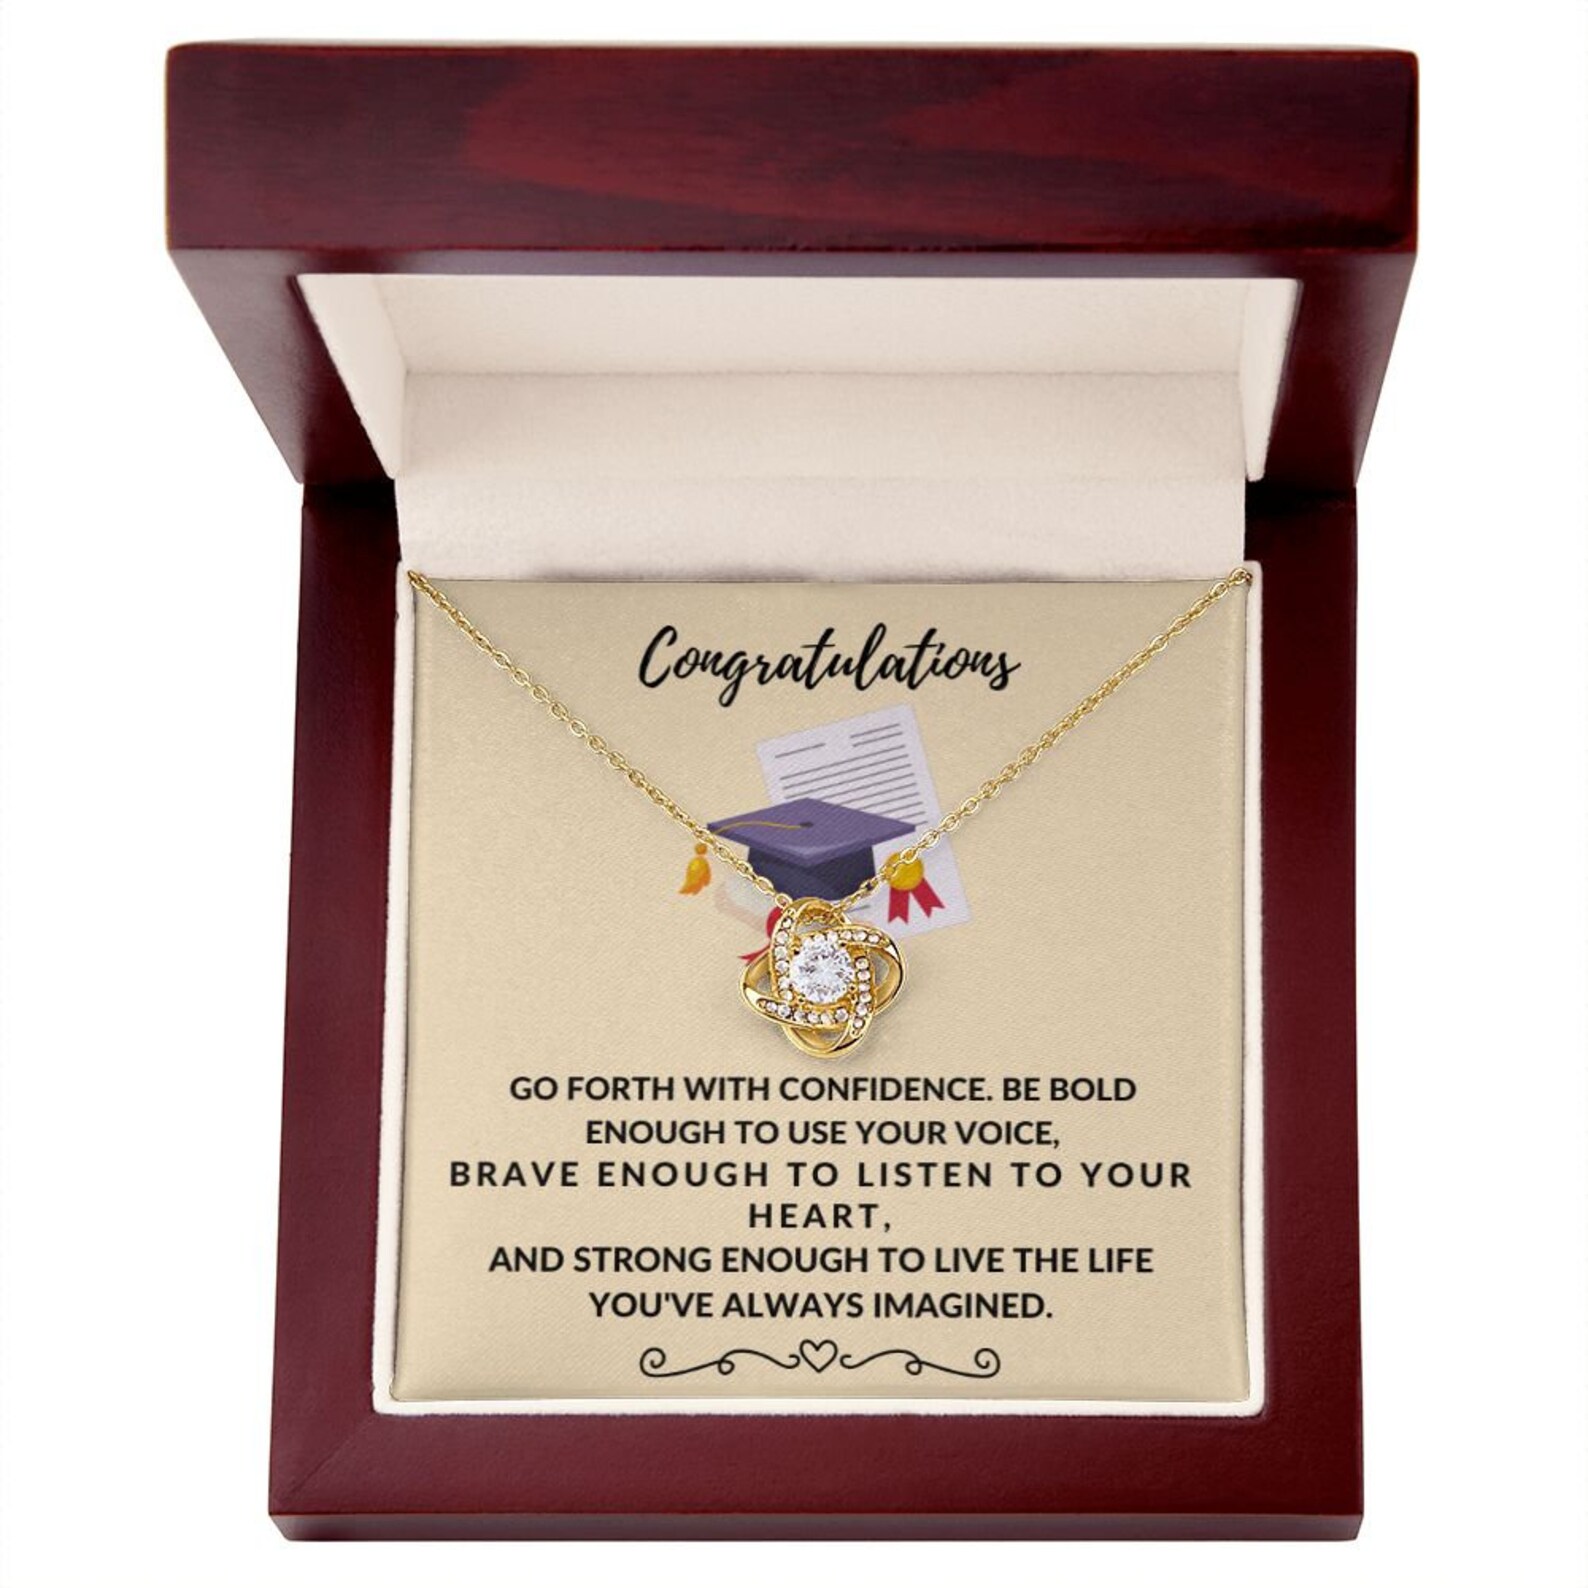 Congratulations
GO FORTH WITH CONFIDENCE. BE BOLD
ENOUGH TO USE YOUR VOICE,
BRAVE ENOUGH TO LISTEN TO YOUR
HEART,
AND STRONG ENOUGH TO LIVE THE LIFE
YOU'VE ALWAYS IMAGINED.